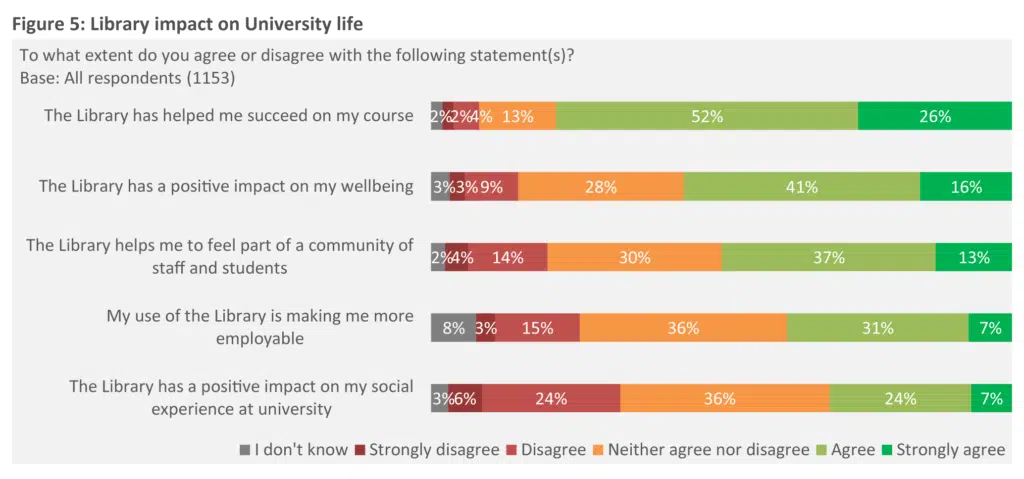 Figure 5: Library impact on University life
To what extent do you agree or disagree with the following statement(s)?
Base: All respondents (1153)
The Library has helped me succeed on my course
2% 2% 4% 13% 52% 26%
The Library has a positive impact on my wellbeing
3% 3% 9% 28% 41% 16%
The Library helps me to feel part of a community of
staff and students
2% 4% 14% 30% 37% 13%
My use of the Library is making me more
employable
8% 3% 15% 36% 31% 7%
The Library has a positive impact on my social
experience at university
3% 6% 24% 36% 24% 7%
I don't know Strongly disagree Disagree Neither agree nor disagree Agree Strongly agree